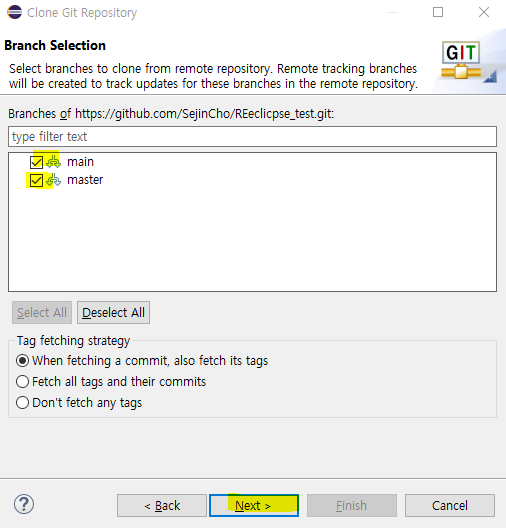 Clone Git Repository
Branch Selection
Select branches to clone from remote repository. Remote tracking branches
will be created to track updates for these branches in the remote repository.
GIT
Branches of https://github.com/SejinCho/REeclicpse_test.git:
type filter text
main
master
Select All
Deselect All
Tag fetching strategy
When fetching a commit, also fetch its tags
Fetch all tags and their commits
Don't fetch any tags
?
< Back
Next >
Finish
Cancel